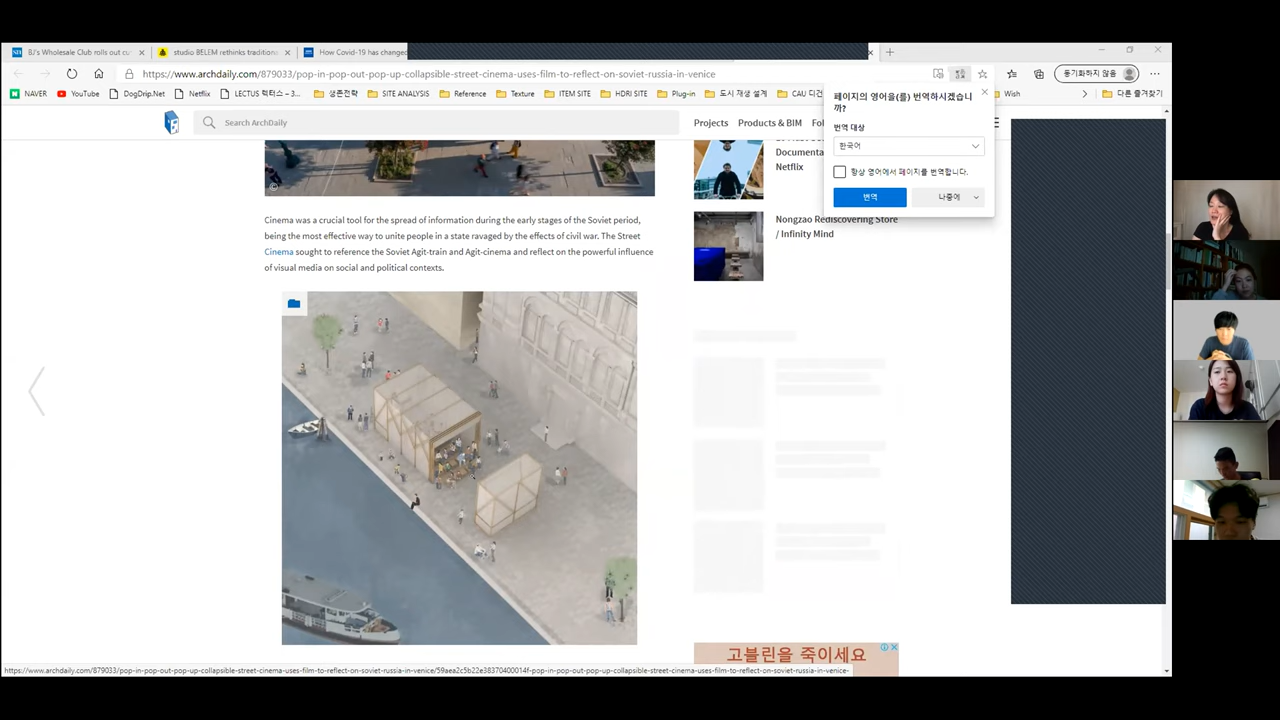 BJ's Wholesale Club rolls out cu
studio BELEM rethinks traditiona
How Covid-19 has changed
https://www.archdaily.com/879033/pop-in-pop-out-pop-up-collapsible-street-cinema-uses-film-to-reflect-on-soviet-russia-in-venice
동기화하지 않음
NAVER
YouTube
DogDrip.Net
Netflix
LECTUS 렉터스 – 3...
생존전략
SITE ANALYSIS
Reference
Texture
ITEM SITE
HDRI SITE
Plug-in
도시 재생 설계
CAU 디건
Wish
다른 즐겨찾기
페이지의 영어을(를) 번역하시겠습니
까?
번역 대상
한국어
항상 영어에서 페이지를 번역합니다.
번역
나중에
Search ArchDaily
Projects
Products & BIM
Fol
Documenta
Netflix
Nongzao Rediscovering Store
/ Infinity Mind
©
Cinema was a crucial tool for the spread of information during the early stages of the Soviet period,
being the most effective way to unite people in a state ravaged by the effects of civil war. The Street
Cinema sought to reference the Soviet Agit-train and Agit-cinema and reflect on the powerful influence
of visual media on social and political contexts.
고블린을 죽이세요
https://www.archdaily.com/879033/pop-in-pop-out-pop-up-collapsible-street-cinema-uses-film-to-reflect-on-soviet-russia-in-venice/59aea2c5b22e38370400014f-pop-in-pop-out-pop-up-collapsible-street-cinema-uses-film-to-reflect-on-soviet-russia-in-venice-